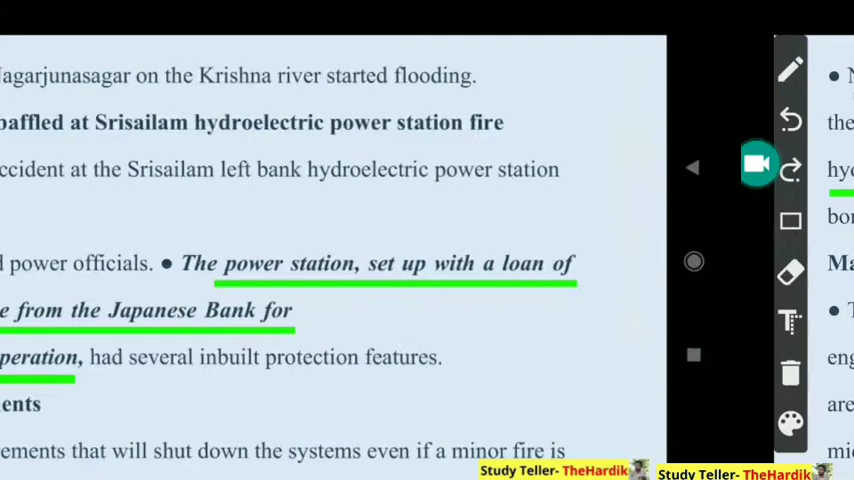 Nagarjunasagar on the Krishna river started flooding.
baffled at Srisailam hydroelectric power station fire
ccident at the Srisailam left bank hydroelectric power station
d power officials. ● The power station, set up with a loan of
e from the Japanese Bank for
peration, had several inbuilt protection features.
ents
ements that will shut down the systems even if a minor fire is
Study Teller- TheHardik
● N
the
hyd
bor
Ma
● T
eng
are
mi
Study Teller- TheHardik